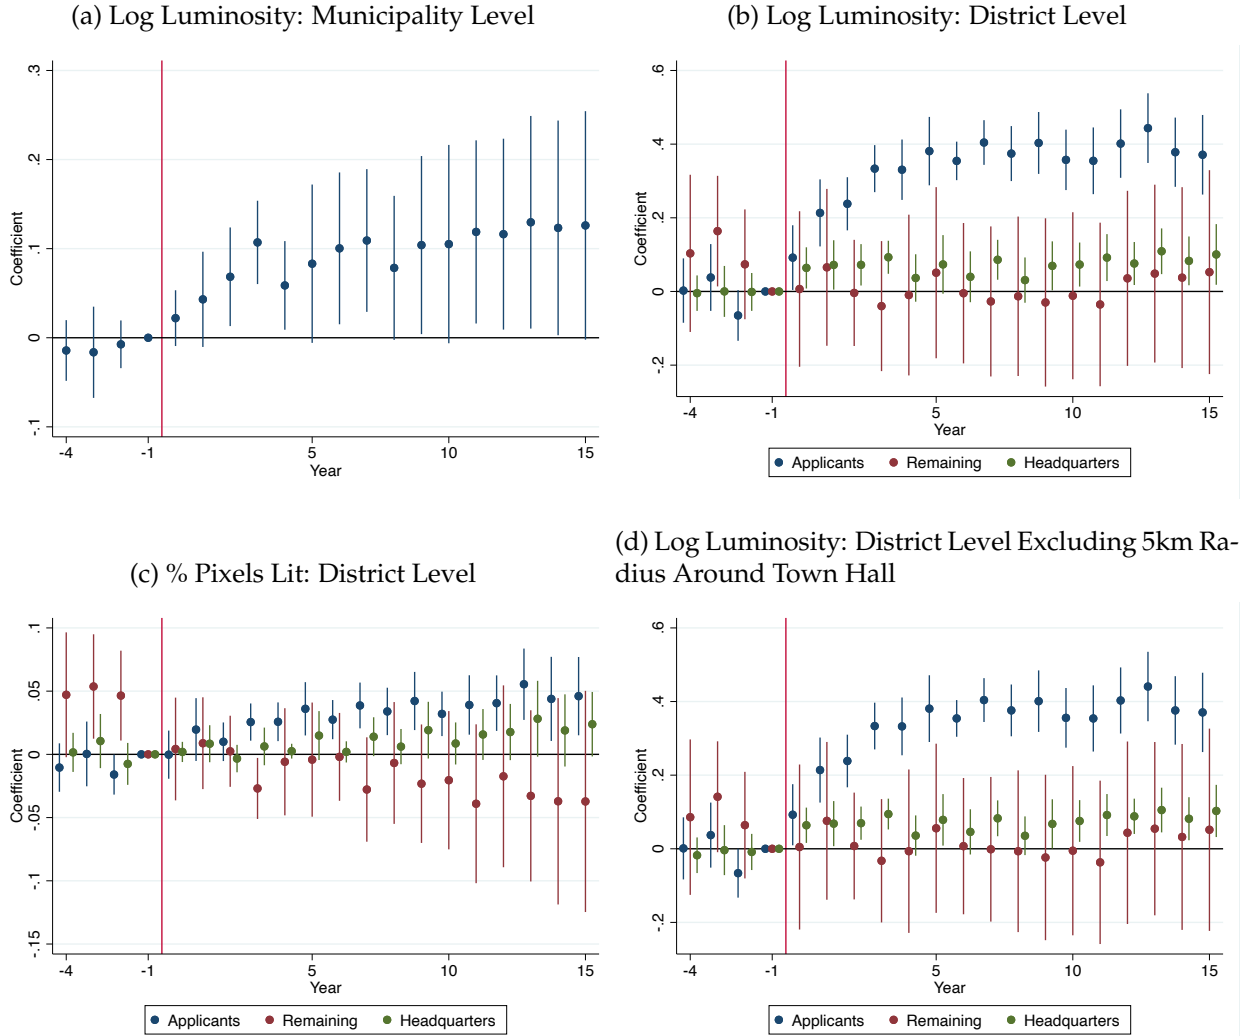 (a) Log Luminosity: Municipality Level
.3
.2
.1
0
-.1
Coefficient
-4
-1
5
10
15
Year
(b) Log Luminosity: District Level
.6
.4
.2
0
-.2
Coefficient
-4
-1
5
10
15
Year
Applicants
Remaining
Headquarters
(c) % Pixels Lit: District Level
.1
.05
0
-.05
-.1
-.15
Coefficient
-4
-1
5
10
15
Year
Applicants
Remaining
Headquarters
(d) Log Luminosity: District Level Excluding 5km Ra-
dius Around Town Hall
.6
.4
.2
0
-.2
Coefficient
-4
-1
5
10
15
Year
Applicants
Remaining
Headquarters